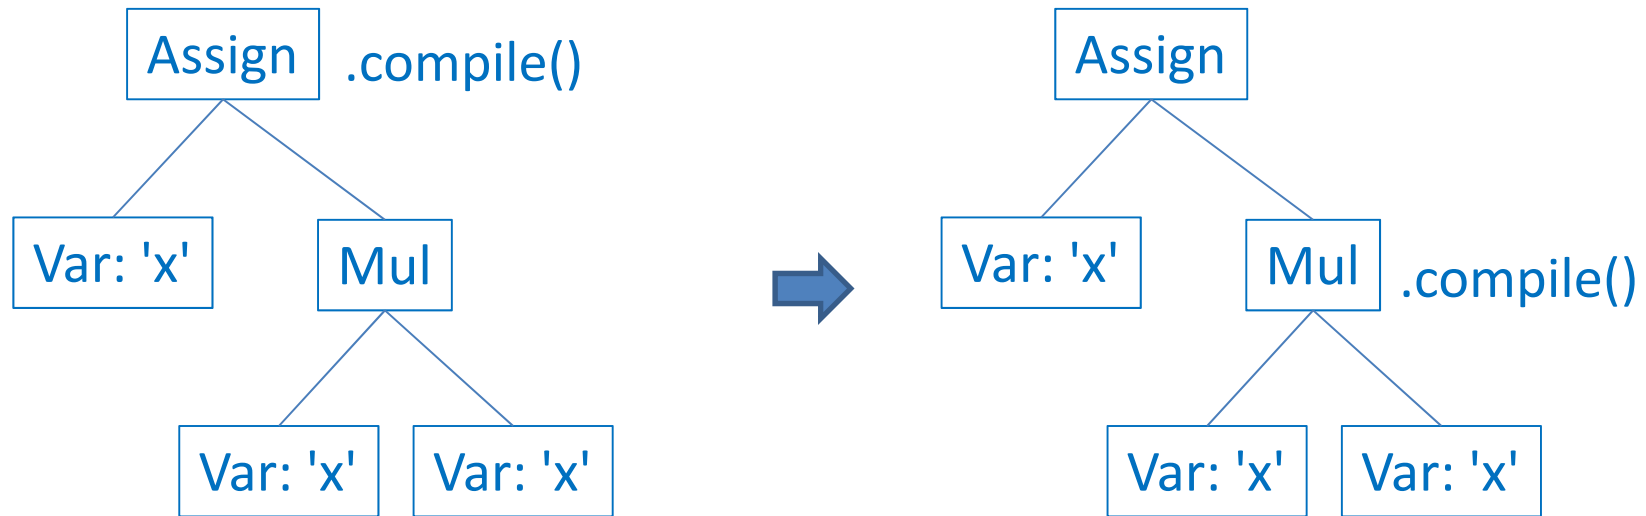 Assign .compile()
Var: 'x' Mul
Var: 'x' Var: 'x'
Assign
Var: 'x' Mul .compile()
Var: 'x' Var: 'x'